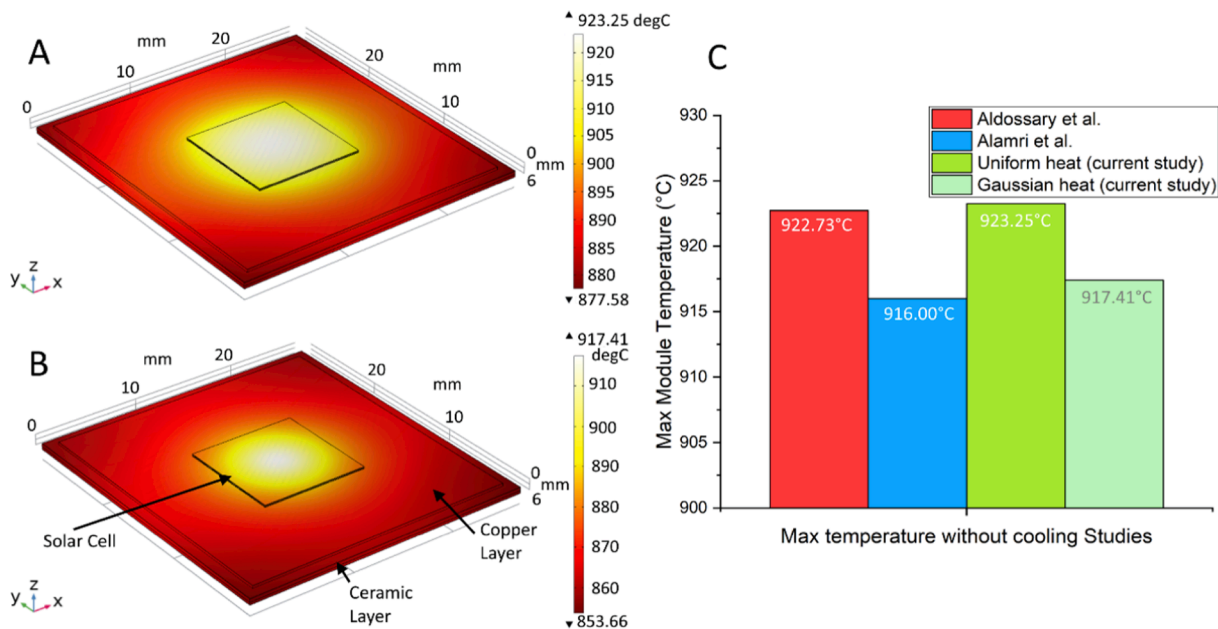 A
mm
20
10
0
20
mm
10
0
mm
6
y z x
▲ 923.25 degC
920
915
910
905
900
895
890
885
880
▼ 877.58
B
mm
20
10
0
20
mm
10
0
mm
6
Solar Cell
Copper
Layer
Ceramic
Layer
y z x
▲ 917.41
degC
910
900
890
880
870
860
▼ 853.66
C
Max Module Temperature (°C)
930
925
920
915
910
905
900
Aldossary et al.
Alamri et al.
Uniform heat (current study)
Gaussian heat (current study)
922.73°C
916.00°C
923.25°C
917.41°C
Max temperature without cooling Studies